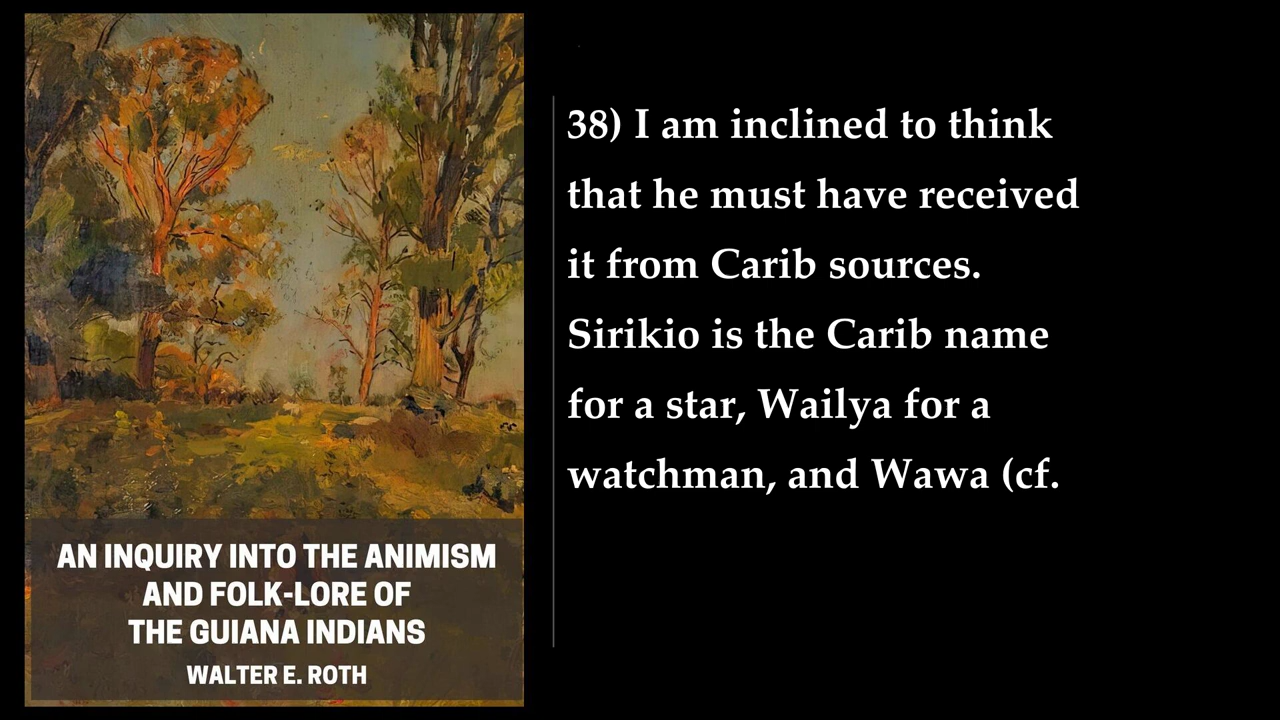 38) I am inclined to think
that he must have received
it from Carib sources.
Sirikio is the Carib name
for a star, Wailya for a
watchman, and Wawa (cf.
AN INQUIRY INTO THE ANIMISM
AND FOLK-LORE OF
THE GUIANA INDIANS
WALTER E. ROTH